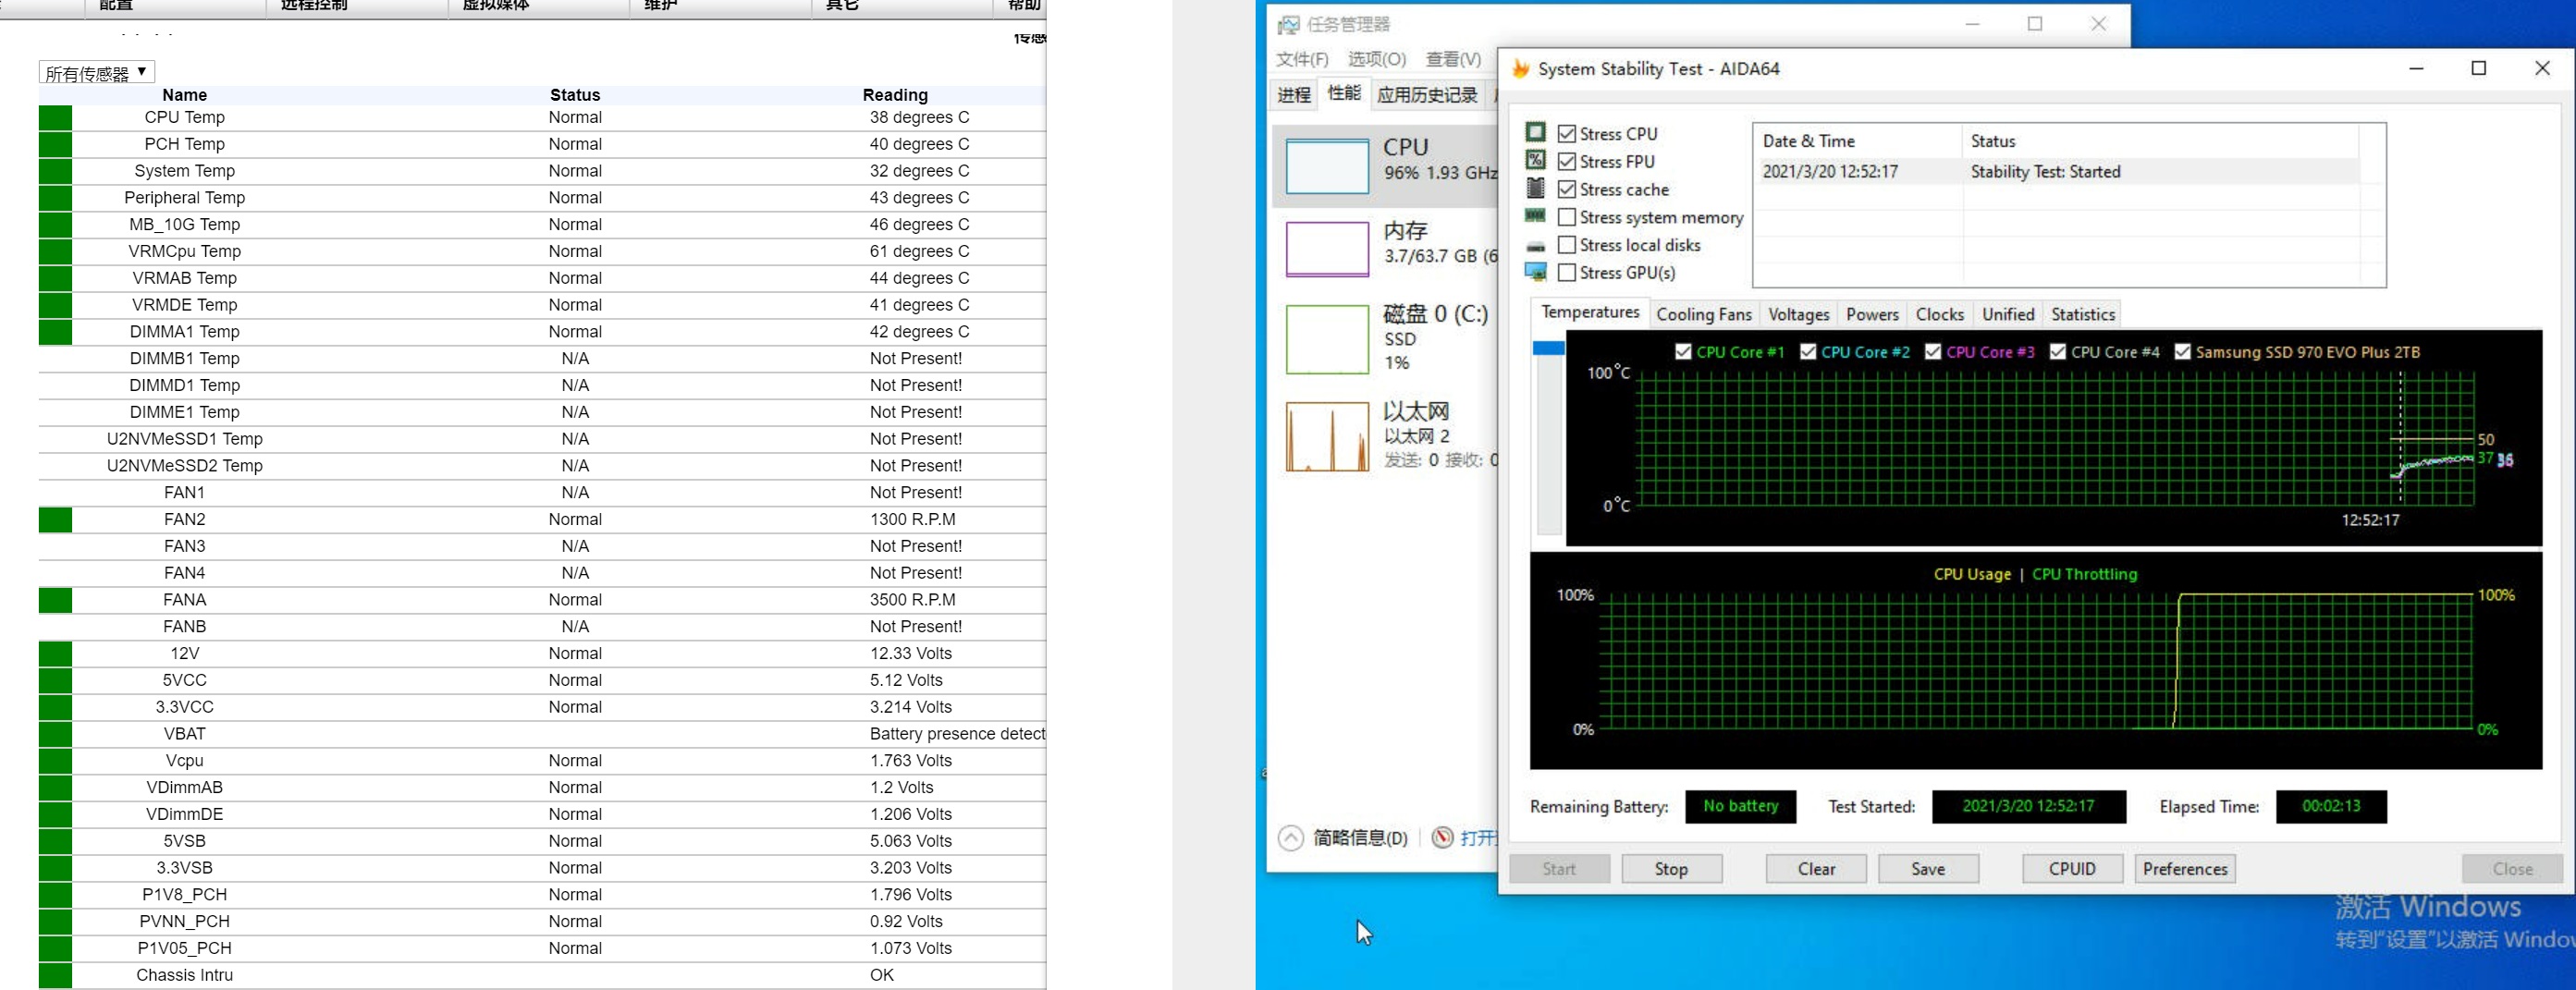 配置 远程控制 虚拟媒体 维护 其它 帮助
所有传感器 ▼
Name Status Reading
CPU Temp Normal 38 degrees C
PCH Temp Normal 40 degrees C
System Temp Normal 32 degrees C
Peripheral Temp Normal 43 degrees C
MB_10G Temp Normal 46 degrees C
VRMCpu Temp Normal 61 degrees C
VRMAB Temp Normal 44 degrees C
VRMDE Temp Normal 41 degrees C
DIMMA1 Temp Normal 42 degrees C
DIMMB1 Temp N/A Not Present!
DIMMD1 Temp N/A Not Present!
DIMME1 Temp N/A Not Present!
U2NVMeSSD1 Temp N/A Not Present!
U2NVMeSSD2 Temp N/A Not Present!
FAN1 N/A Not Present!
FAN2 Normal 1300 R.P.M
FAN3 N/A Not Present!
FAN4 N/A Not Present!
FANA Normal 3500 R.P.M
FANB N/A Not Present!
12V Normal 12.33 Volts
5VCC Normal 5.12 Volts
3.3VCC Normal 3.214 Volts
VBAT Battery presence detect
Vcpu Normal 1.763 Volts
VDimmAB Normal 1.2 Volts
VDimmDE Normal 1.206 Volts
5VSB Normal 5.063 Volts
3.3VSB Normal 3.203 Volts
P1V8_PCH Normal 1.796 Volts
PVNN_PCH Normal 0.92 Volts
P1V05_PCH Normal 1.073 Volts
Chassis Intru OK
任务管理器
文件(F) 选项(O) 查看(V)
进程 性能 应用历史记录
CPU
96% 1.93 GHz
内存
3.7/63.7 GB (6
磁盘 0 (C:)
SSD
1%
以太网
以太网 2
发送: 0 接收: 0
简略信息(D) 打开
System Stability Test - AIDA64
Stress CPU
Stress FPU
Stress cache
Stress system memory
Stress local disks
Stress GPU(s)
Date & Time Status
2021/3/20 12:52:17 Stability Test: Started
Temperatures Cooling Fans Voltages Powers Clocks Unified Statistics
CPU Core #1 CPU Core #2 CPU Core #3 CPU Core #4 Samsung SSD 970 EVO Plus 2TB
100°C
50
37 36
0°C
12:52:17
CPU Usage | CPU Throttling
100% 100%
0% 0%
Remaining Battery: No battery Test Started: 2021/3/20 12:52:17 Elapsed Time: 00:02:13
Start Stop Clear Save CPUID Preferences Close
激活 Windows
转到"设置"以激活 Windo